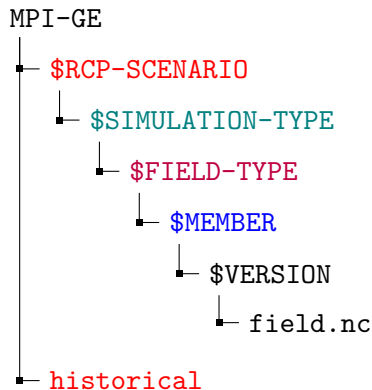 MPI-GE
$RCP-SCENARIO
$SIMULATION-TYPE
$FIELD-TYPE
$MEMBER
$VERSION
field.nc
historical